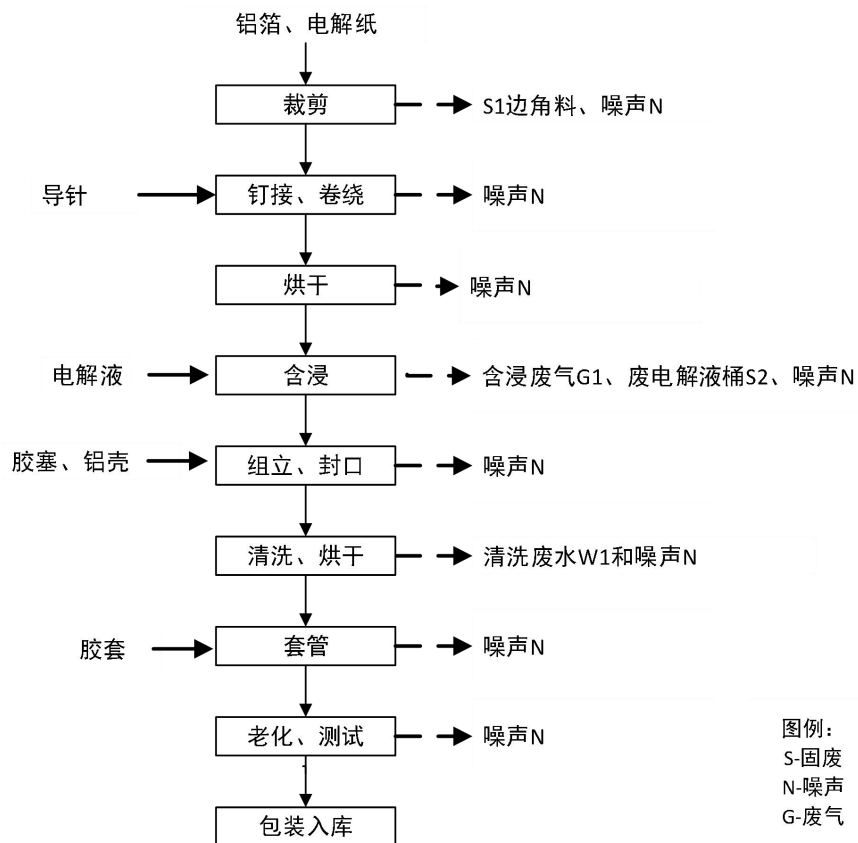 铝箔、电解纸
裁剪
S1边角料、噪声N
导针
钉接、卷绕
噪声N
烘干
噪声N
电解液
含浸
含浸废气G1、废电解液桶S2、噪声N
胶塞、铝壳
组立、封口
噪声N
清洗、烘干
清洗废水W1和噪声N
胶套
套管
噪声N
老化、测试
噪声N
包装入库
图例：
S-固废
N-噪声
G-废气